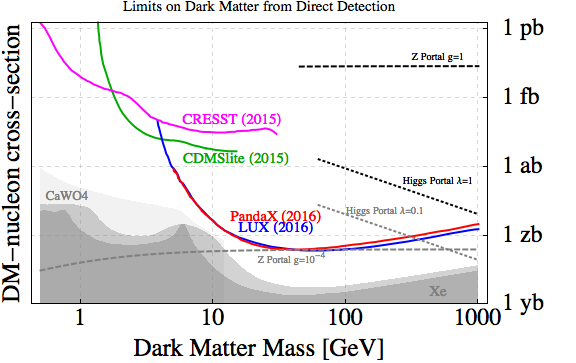 Limits on Dark Matter from Direct Detection
1 pb
Z Portal g=1
1 fb
CRESST (2015)
CDMSlite (2015)
1 ab
Higgs Portal λ=1
CaWO4
Higgs Portal λ=0.1
PandaX (2016)
LUX (2016)
1 zb
Z Portal g=10⁻⁴
Xe
1 yb
DM−nucleon cross−section
1 10 100 1000
Dark Matter Mass [GeV]